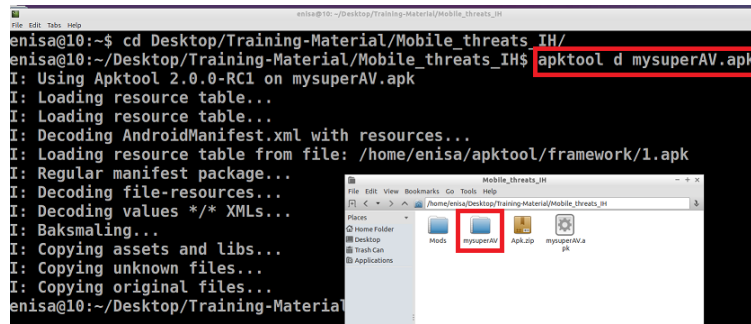 enisa@10: ~/Desktop/Training-Material/Mobile_threats_IH
File Edit Tabs Help
enisa@10:~$ cd Desktop/Training-Material/Mobile_threats_IH/
enisa@10:~/Desktop/Training-Material/Mobile_threats_IH$ apktool d mysuperAV.apk
I: Using Apktool 2.0.0-RC1 on mysuperAV.apk
I: Loading resource table...
I: Decoding AndroidManifest.xml with resources...
I: Loading resource table from file: /home/enisa/apktool/framework/1.apk
I: Regular manifest package...
I: Decoding file-resources...
I: Decoding values */* XMLs...
I: Baksmaling...
I: Copying assets and libs...
I: Copying unknown files...
I: Copying original files...
enisa@10:~/Desktop/Training-Material
Mobile_threats_IH
File Edit View Bookmarks Go Tools Help
/home/enisa/Desktop/Training-Material/Mobile_threats_IH
Places
Home Folder
Desktop
Trash Can
Applications
Mods mysuperAV Apk.zip mysuperAV.a
pk